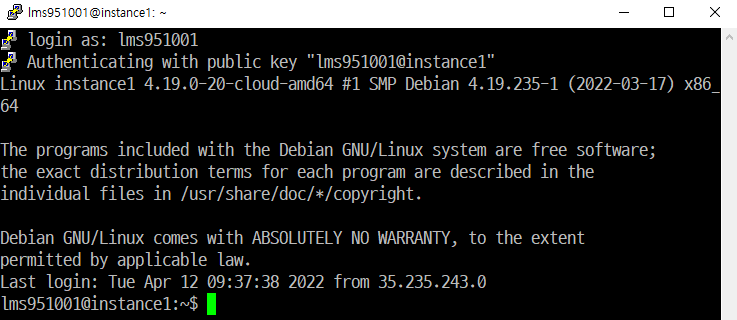 lms951001@instance1: ~
login as: lms951001
Authenticating with public key "lms951001@instance1"
Linux instance1 4.19.0-20-cloud-amd64 #1 SMP Debian 4.19.235-1 (2022-03-17) x86_
64
The programs included with the Debian GNU/Linux system are free software;
the exact distribution terms for each program are described in the
individual files in /usr/share/doc/*/copyright.
Debian GNU/Linux comes with ABSOLUTELY NO WARRANTY, to the extent
permitted by applicable law.
Last login: Tue Apr 12 09:37:38 2022 from 35.235.243.0
lms951001@instance1:~$